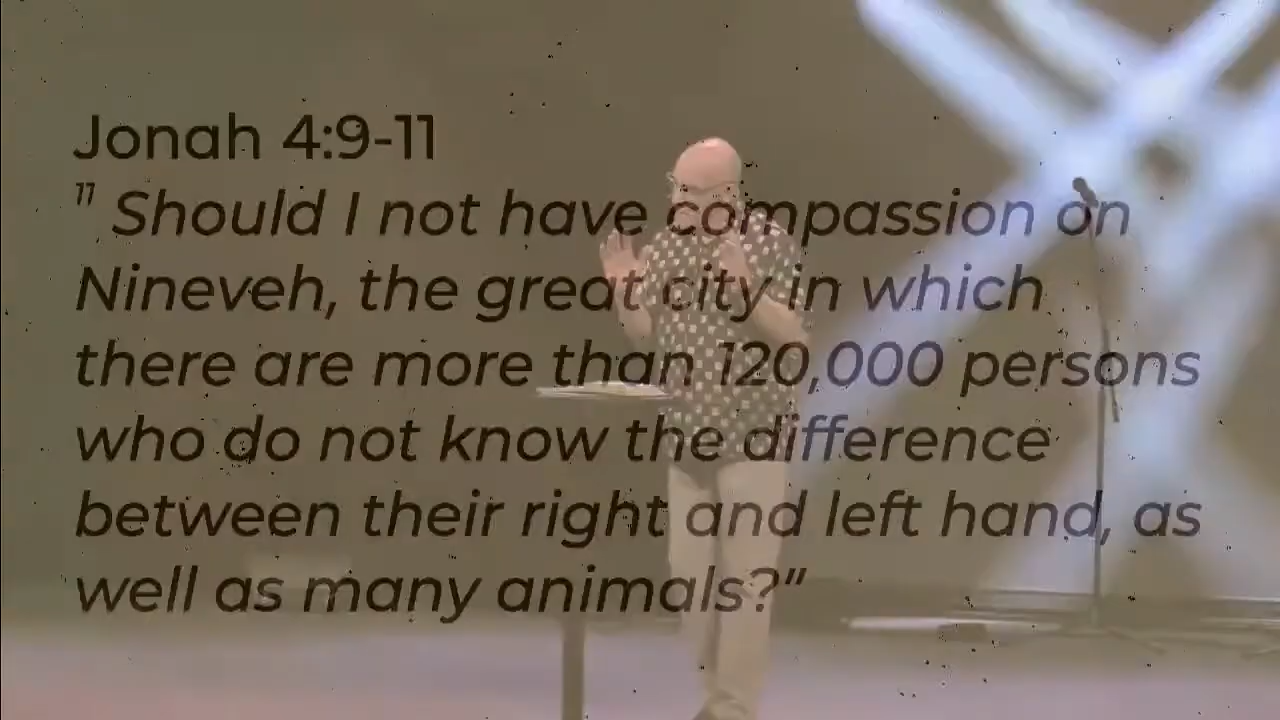 Jonah 4:9-11
11 Should I not have compassion on
Nineveh, the great city in which
there are more than 120,000 persons
who do not know the difference
between their right and left hand, as
well as many animals?”